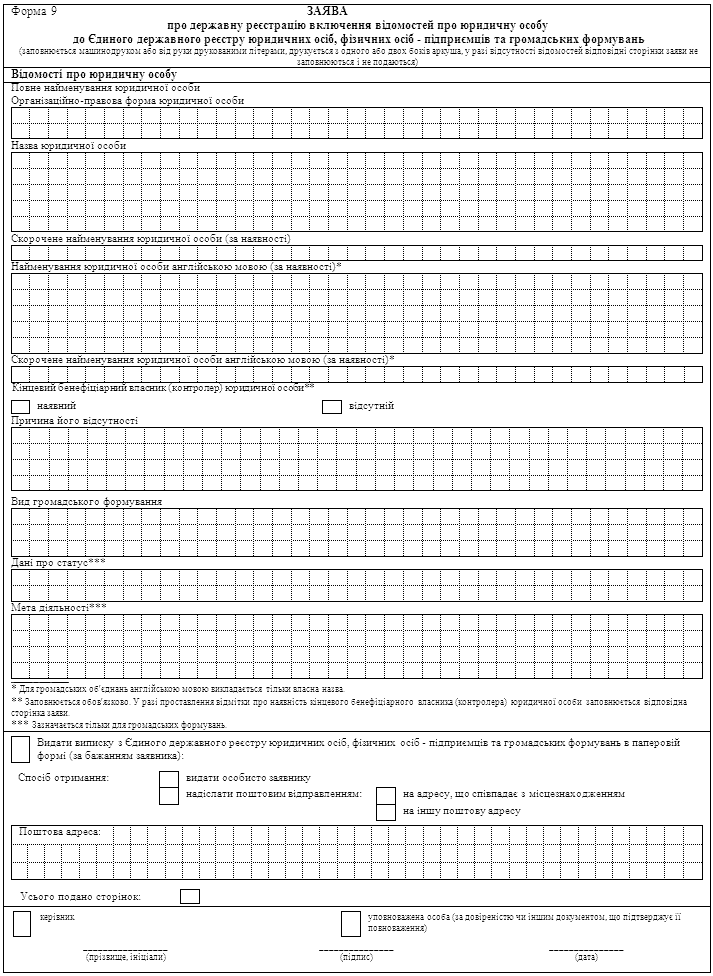 Форма 9
ЗАЯВА
про державну реєстрацію включення відомостей про юридичну особу
до Єдиного державного реєстру юридичних осіб, фізичних осіб - підприємців та громадських формувань
(заповнюється машинодруком або від руки друкованими літерами, друкується з одного або двох боків аркуша, у разі відсутності відомостей відповідні сторінки заяви не
заповнюються і не подаються)
Відомості про юридичну особу
Повне найменування юридичної особи
Організаційно-правова форма юридичної особи
Назва юридичної особи
Скорочене найменування юридичної особи (за наявності)
Найменування юридичної особи англійською мовою (за наявності)*
Скорочене найменування юридичної особи англійською мовою (за наявності)*
Кінцевий бенефіціарний власник (контролер) юридичної особи**
наявний
відсутній
Причина його відсутності
Вид громадського формування
Дані про статус***
Мета діяльності***
* Для громадських об'єднань англійською мовою викладається тільки власна назва.
** Заповнюється обов'язково. У разі проставлення відмітки про наявність кінцевого бенефіціарного власника (контролера) юридичної особи заповнюється відповідна
сторінка заяви.
*** Зазначається тільки для громадських формувань.
Видати виписку з Єдиного державного реєстру юридичних осіб, фізичних осіб - підприємців та громадських формувань в паперовій
формі (за бажанням заявника):
Спосіб отримання:
видати особисто заявнику
надіслати поштовим відправленням:
на адресу, що співпадає з місцезнаходженням
на іншу поштову адресу
Поштова адреса:
Усього подано сторінок:
керівник
уповноважена особа (за довіреністю чи іншим документом, що підтверджує її
повноваження)
(прізвище, ініціали)
(підпис)
(дата)